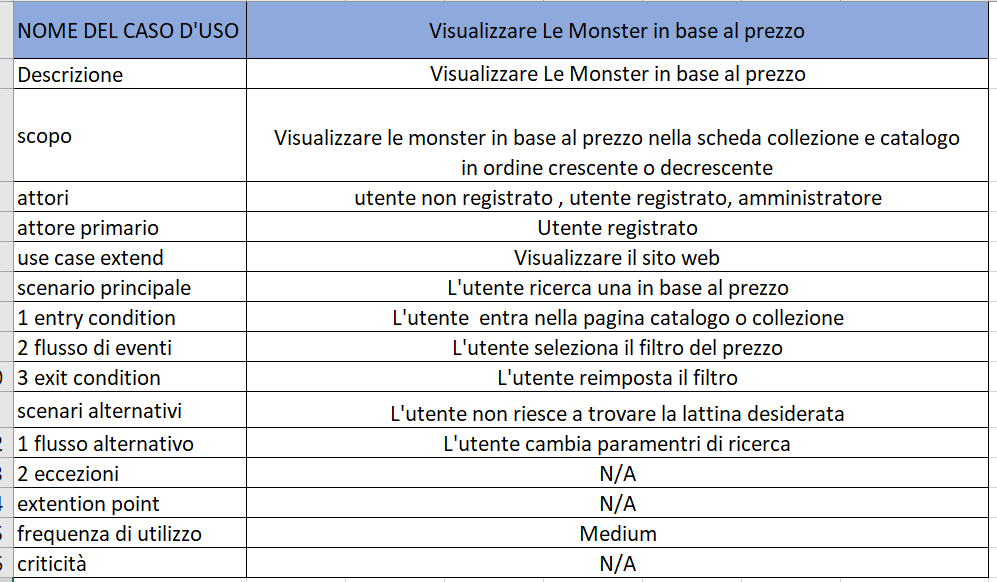 NOME DEL CASO D'USO Visualizzare Le Monster in base al prezzo
Descrizione Visualizzare Le Monster in base al prezzo
scopo Visualizzare le monster in base al prezzo nella scheda collezione e catalogo
in ordine crescente o decrescente
attori utente non registrato , utente registrato, amministratore
attore primario Utente registrato
use case extend Visualizzare il sito web
scenario principale L'utente ricerca una in base al prezzo
1 entry condition L'utente  entra nella pagina catalogo o collezione
2 flusso di eventi L'utente seleziona il filtro del prezzo
3 exit condition L'utente reimposta il filtro
scenari alternativi L'utente non riesce a trovare la lattina desiderata
1 flusso alternativo L'utente cambia paramentri di ricerca
2 eccezioni N/A
extention point N/A
frequenza di utilizzo Medium
criticità N/A